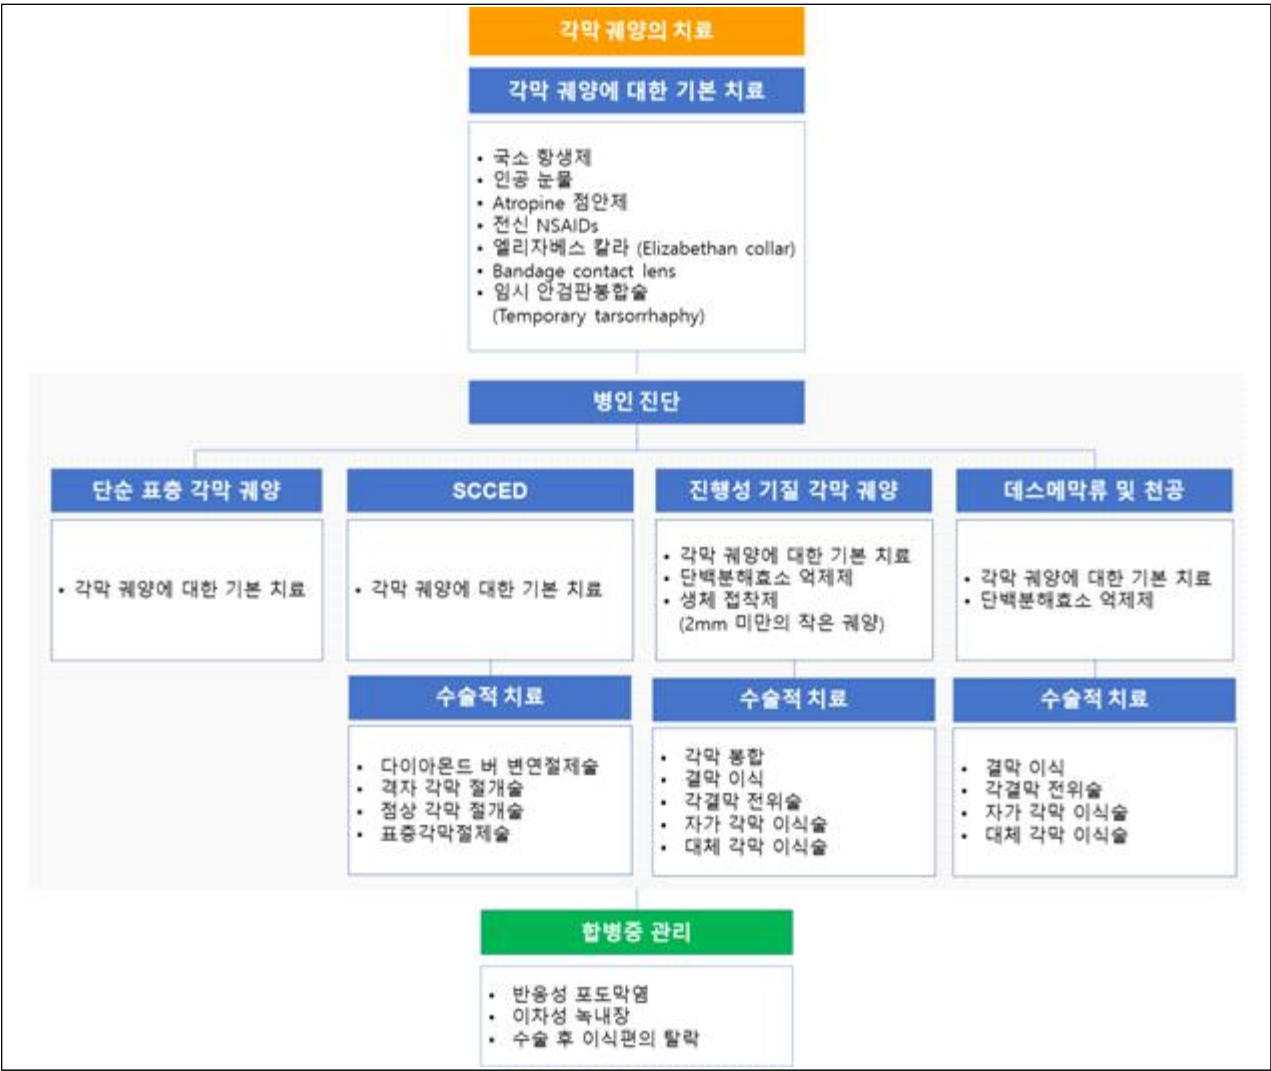 각막 궤양의 치료
각막 궤양에 대한 기본 치료
• 국소 항생제
• 인공 눈물
• Atropine 점안제
• 전신 NSAIDs
• 엘리자베스 칼라 (Elizabethan collar)
• Bandage contact lens
• 임시 안검판봉합술
(Temporary tarsorrhaphy)
병인 진단
단순 표층 각막 궤양
• 각막 궤양에 대한 기본 치료
SCCED
• 각막 궤양에 대한 기본 치료
수술적 치료
• 다이아몬드 버 변연절제술
• 격자 각막 절개술
• 점상 각막 절개술
• 표층각막절제술
진행성 기질 각막 궤양
• 각막 궤양에 대한 기본 치료
• 단백분해효소 억제제
• 생체 접착제
(2mm 미만의 작은 궤양)
수술적 치료
• 각막 봉합
• 결막 이식
• 각결막 전위술
• 자가 각막 이식술
• 대체 각막 이식술
데스메막류 및 천공
• 각막 궤양에 대한 기본 치료
• 단백분해효소 억제제
수술적 치료
• 결막 이식
• 각결막 전위술
• 자가 각막 이식술
• 대체 각막 이식술
합병증 관리
• 반응성 포도막염
• 이차성 녹내장
• 수술 후 이식편의 탈락